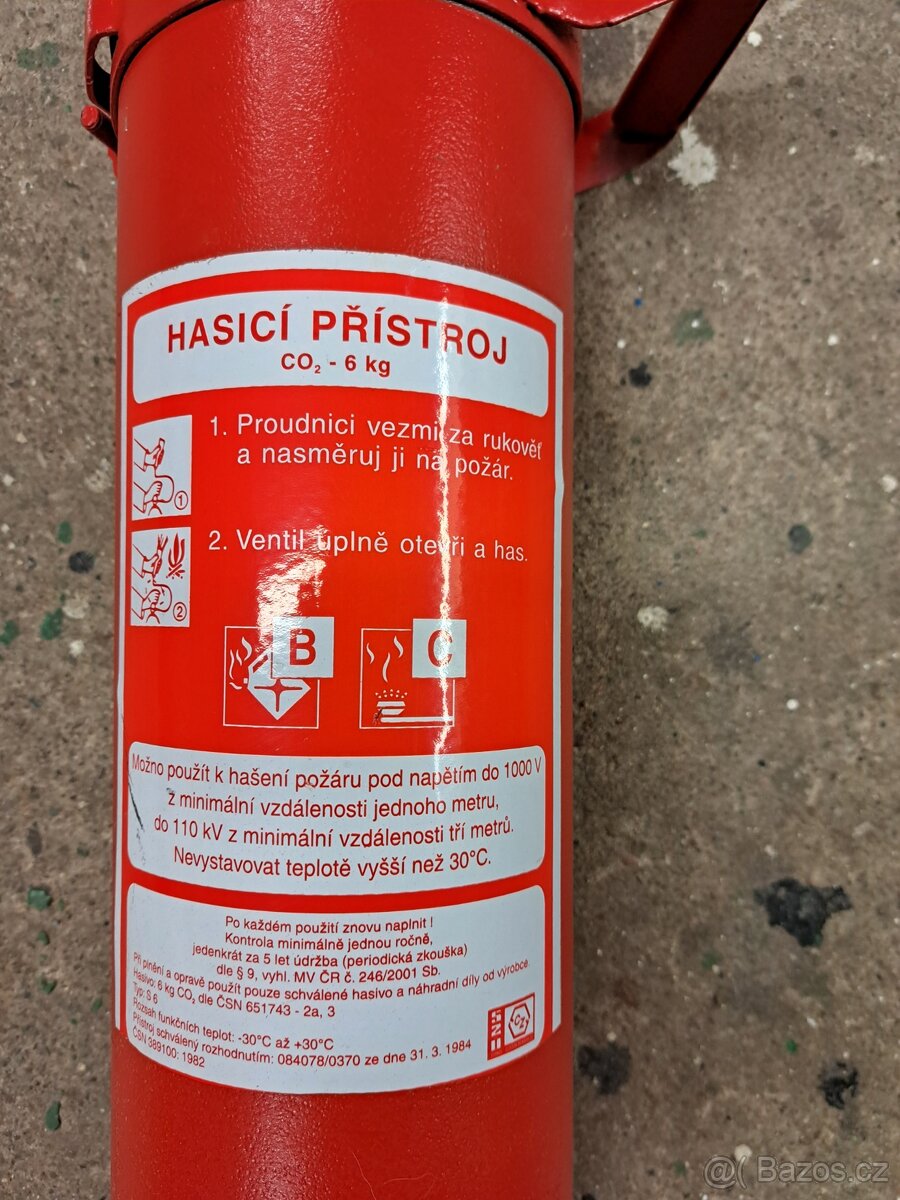 HASICÍ PŘÍSTROJ
CO₂ - 6 kg
1. Proudnici vezmi za rukověť
a nasměruj ji na požár.
1
2. Ventil úplně otevři a has.
2
B
C
Možno použít k hašení požáru pod napětím do 1000 V
z minimální vzdálenosti jednoho metru,
do 110 kV z minimální vzdálenosti tří metrů.
Nevystavovat teplotě vyšší než 30°C.
Po každém použití znovu naplnit !
Kontrola minimálně jednou ročně,
jedenkrát za 5 let údržba (periodická zkouška)
dle § 9, vyhl. MV ČR č. 246/2001 Sb.
Při plnění a opravě použít pouze schválené hasivo a náhradní díly od výrobce.
Hasivo: 6 kg CO₂ dle ČSN 651743 - 2a, 3
Typ: S 6
Rozsah funkčních teplot: -30°C až +30°C
Přístroj schválený rozhodnutím: 084078/0370 ze dne 31. 3. 1984
ČSN 389100: 1982
CZ
@( Bazos.cz